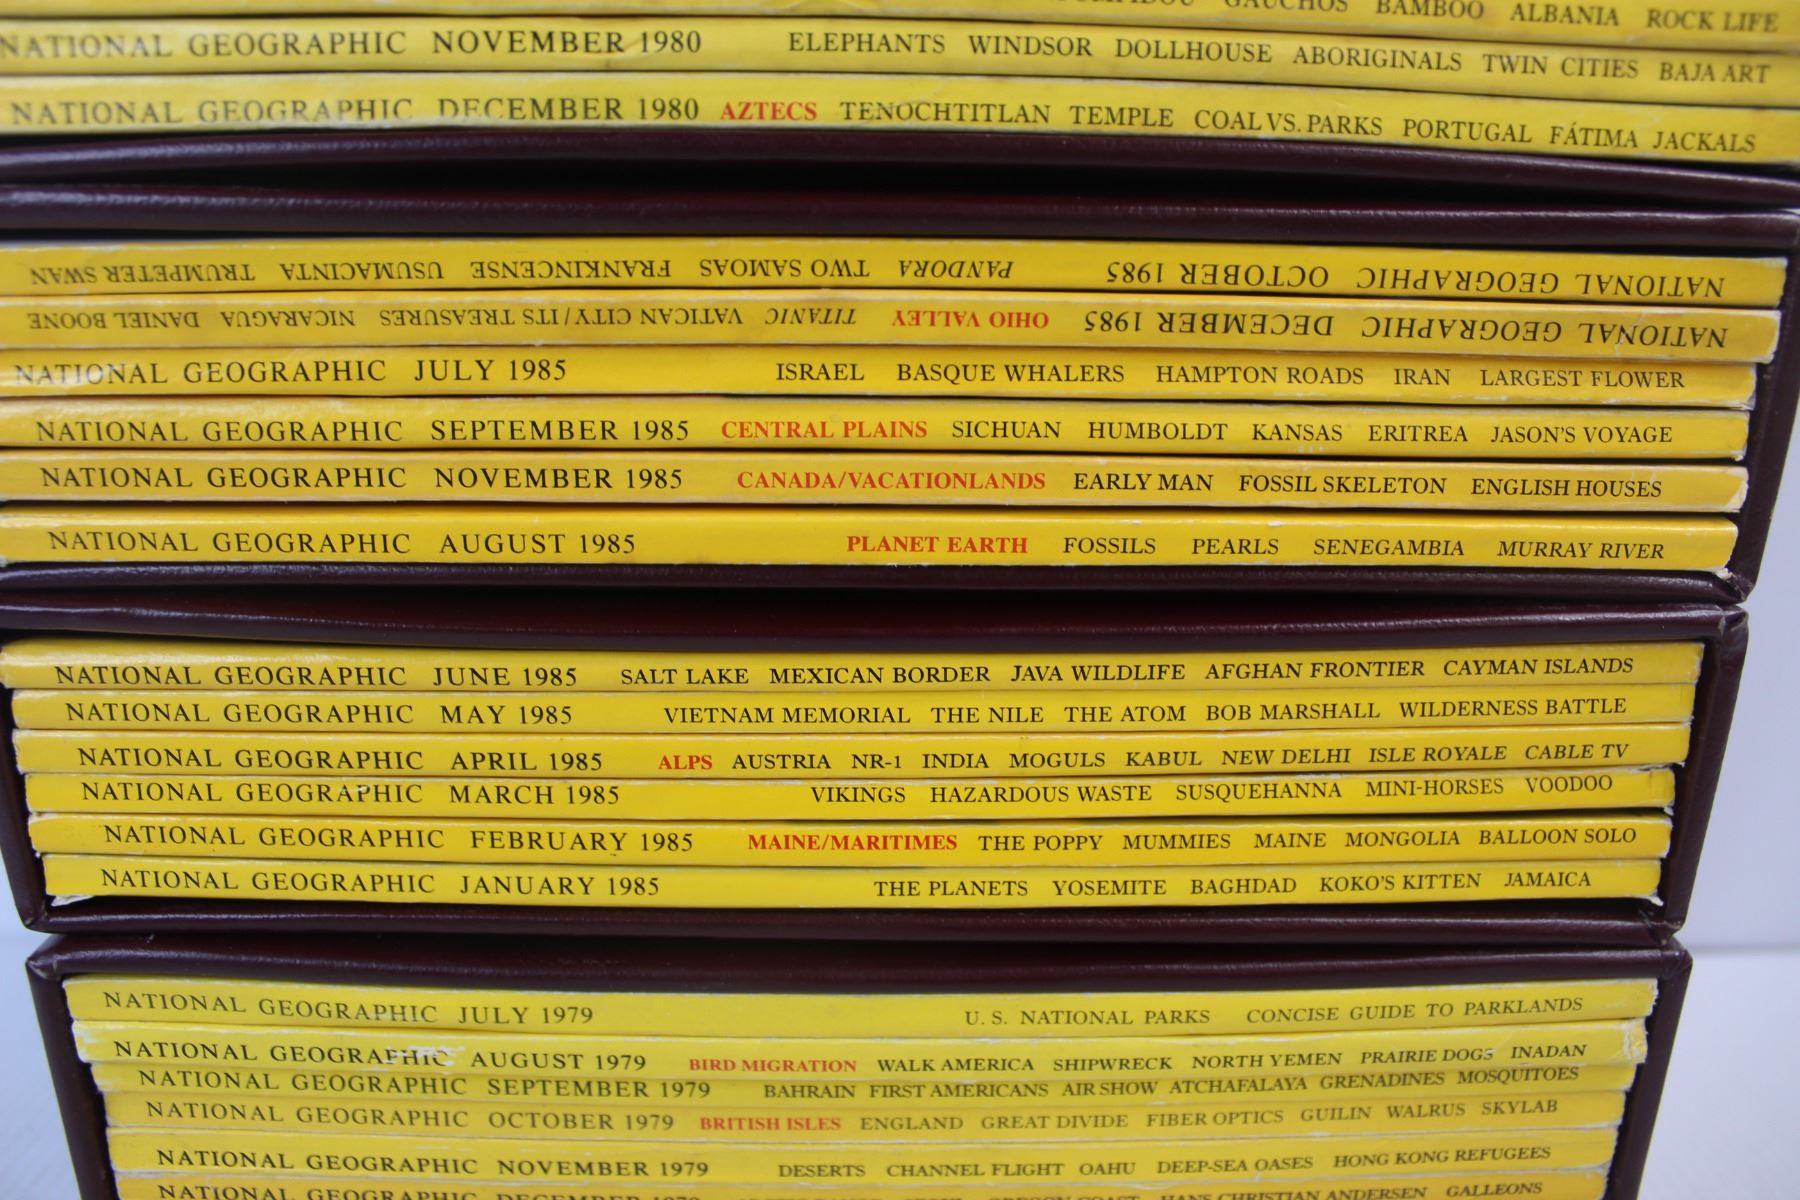 GAUCHOS BAMBOO ALBANIA ROCK LIFE
NATIONAL GEOGRAPHIC NOVEMBER 1980 ELEPHANTS WINDSOR DOLLHOUSE ABORIGINALS TWIN CITIES BAJA ART
NATIONAL GEOGRAPHIC DECEMBER 1980 AZTECS TENOCHTITLAN TEMPLE COAL VS. PARKS PORTUGAL FÁTIMA JACKALS
NATIONAL GEOGRAPHIC OCTOBER 1985 PANDORA TWO SAMOAS FRANKINCENSE USUMACINTA TRUMPETER SWAN
NATIONAL GEOGRAPHIC DECEMBER 1985 OHIO VALLEY TITANIC VATICAN CITY/ITS TREASURES NICARAGUA DANIEL BOONE
NATIONAL GEOGRAPHIC JULY 1985 ISRAEL BASQUE WHALERS HAMPTON ROADS IRAN LARGEST FLOWER
NATIONAL GEOGRAPHIC SEPTEMBER 1985 CENTRAL PLAINS SICHUAN HUMBOLDT KANSAS ERITREA JASON'S VOYAGE
NATIONAL GEOGRAPHIC NOVEMBER 1985 CANADA/VACATIONLANDS EARLY MAN FOSSIL SKELETON ENGLISH HOUSES
NATIONAL GEOGRAPHIC AUGUST 1985 PLANET EARTH FOSSILS PEARLS SENEGAMBIA MURRAY RIVER
NATIONAL GEOGRAPHIC JUNE 1985 SALT LAKE MEXICAN BORDER JAVA WILDLIFE AFGHAN FRONTIER CAYMAN ISLANDS
NATIONAL GEOGRAPHIC MAY 1985 VIETNAM MEMORIAL THE NILE THE ATOM BOB MARSHALL WILDERNESS BATTLE
NATIONAL GEOGRAPHIC APRIL 1985 ALPS AUSTRIA NR-1 INDIA MOGULS KABUL NEW DELHI ISLE ROYALE CABLE TV
NATIONAL GEOGRAPHIC MARCH 1985 VIKINGS HAZARDOUS WASTE SUSQUEHANNA MINI-HORSES VOODOO
NATIONAL GEOGRAPHIC FEBRUARY 1985 MAINE/MARITIMES THE POPPY MUMMIES MAINE MONGOLIA BALLOON SOLO
NATIONAL GEOGRAPHIC JANUARY 1985 THE PLANETS YOSEMITE BAGHDAD KOKO'S KITTEN JAMAICA
NATIONAL GEOGRAPHIC JULY 1979 U. S. NATIONAL PARKS CONCISE GUIDE TO PARKLANDS
NATIONAL GEOGRAPHIC AUGUST 1979 BIRD MIGRATION WALK AMERICA SHIPWRECK NORTH YEMEN PRAIRIE DOGS INADAN
NATIONAL GEOGRAPHIC SEPTEMBER 1979 BAHRAIN FIRST AMERICANS AIR SHOW ATCHAFALAYA GRENADINES MOSQUITOES
NATIONAL GEOGRAPHIC OCTOBER 1979 BRITISH ISLES ENGLAND GREAT DIVIDE FIBER OPTICS GUILIN WALRUS SKYLAB
NATIONAL GEOGRAPHIC NOVEMBER 1979 DESERTS CHANNEL FLIGHT OAHU DEEP-SEA OASES HONG KONG REFUGEES
NATIONAL GEOGRAPHIC DECEMBER 1979 OREGON COAST HANS CHRISTIAN ANDERSEN GALLEONS